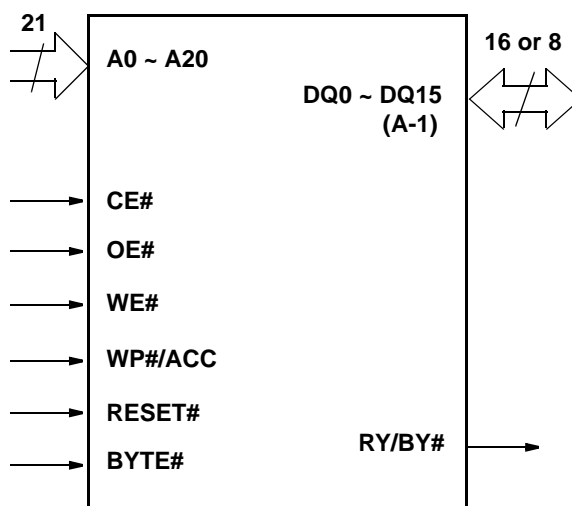 21
16 or 8
A0 ~ A20
DQ0 ~ DQ15
(A-1)
CE#
OE#
WE#
WP#/ACC
RESET#
RY/BY#
BYTE#